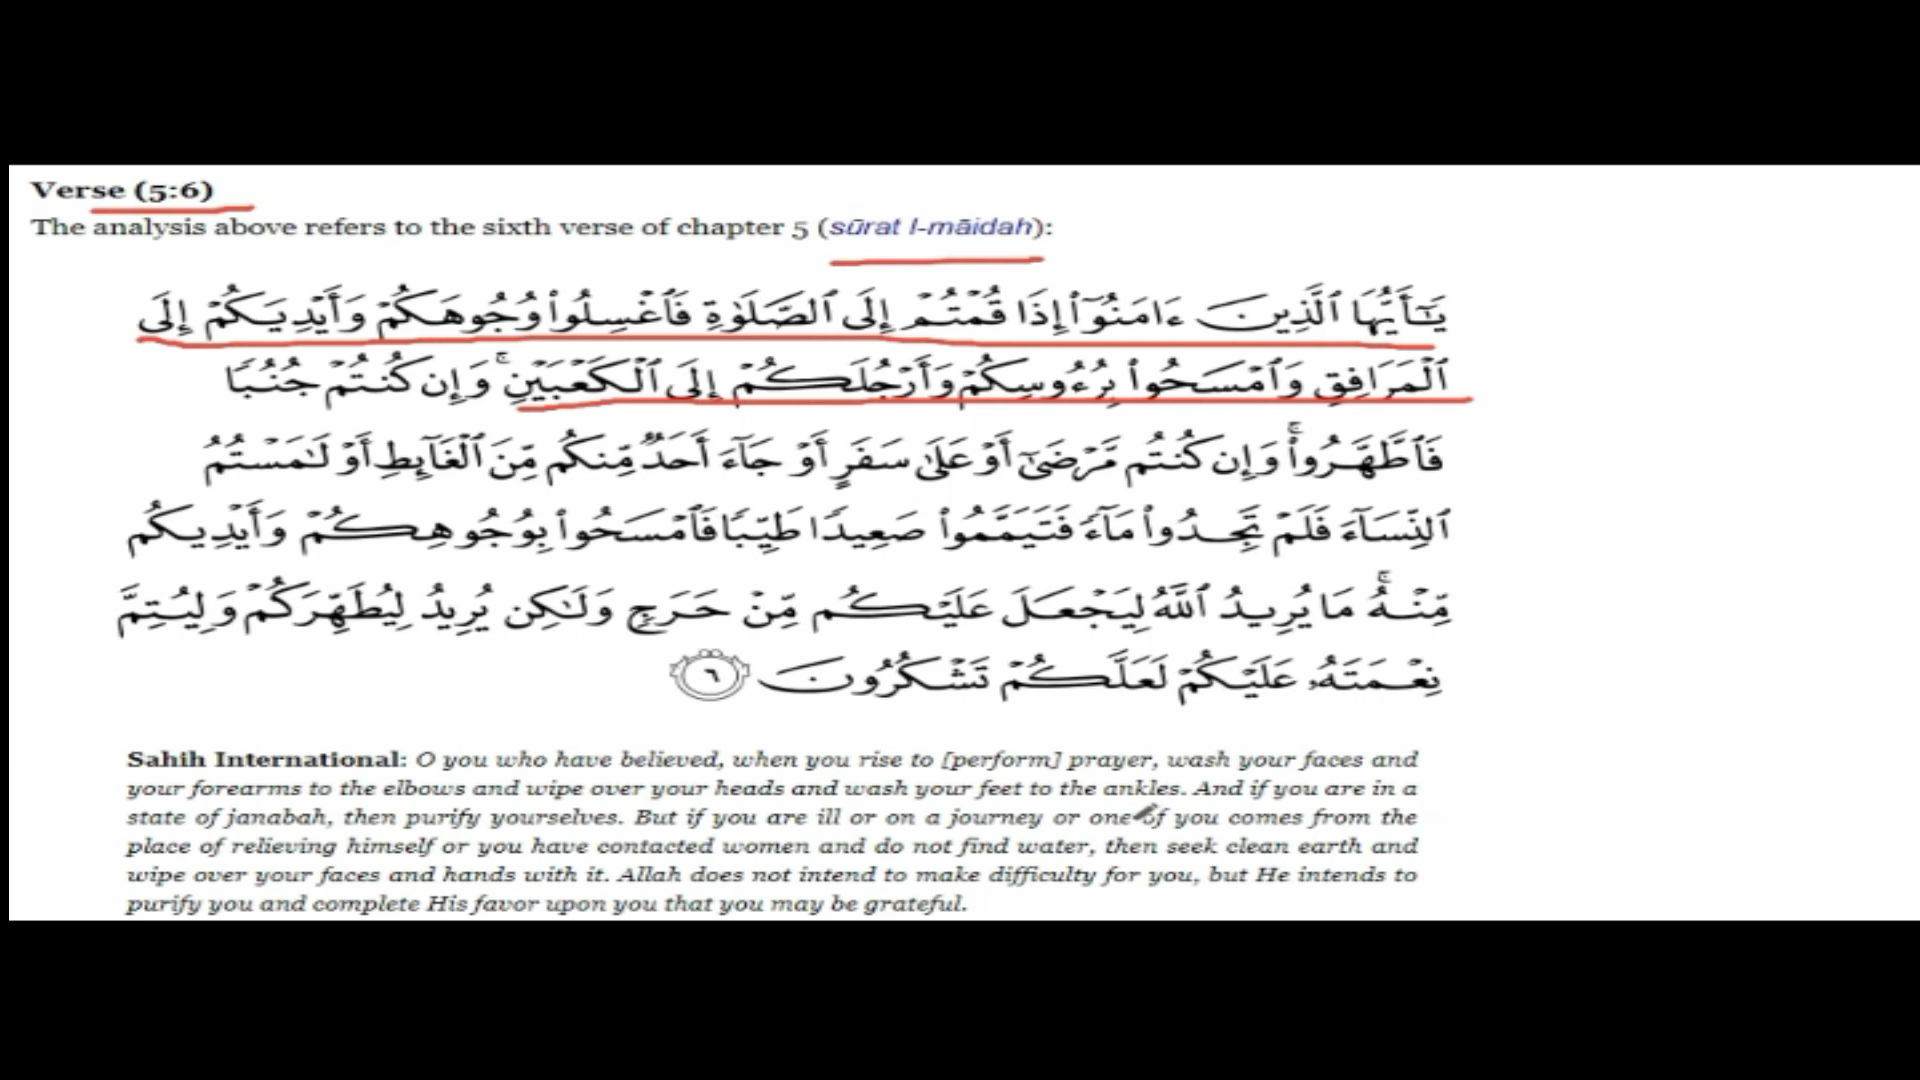 Verse (5:6)
The analysis above refers to the sixth verse of chapter 5 (sūrat l-māidah):
يَـٰٓأَيُّهَا ٱلَّذِينَ ءَامَنُوٓا۟ إِذَا قُمْتُمْ إِلَى ٱلصَّلَوٰةِ فَٱغْسِلُوا۟ وُجُوهَكُمْ وَأَيْدِيَكُمْ إِلَى
ٱلْمَرَافِقِ وَٱمْسَحُوا۟ بِرُءُوسِكُمْ وَأَرْجُلَكُمْ إِلَى ٱلْكَعْبَيْنِ ۚ وَإِن كُنتُمْ جُنُبًا
فَٱطَّهَّرُوا۟ ۚ وَإِن كُنتُم مَّرْضَىٰٓ أَوْ عَلَىٰ سَفَرٍ أَوْ جَآءَ أَحَدٌ مِّنكُم مِّنَ ٱلْغَآئِطِ أَوْ لَـٰمَسْتُمُ
ٱلنِّسَآءَ فَلَمْ تَجِدُوا۟ مَآءً فَتَيَمَّمُوا۟ صَعِيدًا طَيِّبًا فَٱمْسَحُوا۟ بِوُجُوهِكُمْ وَأَيْدِيكُم
مِّنْهُ ۚ مَا يُرِيدُ ٱللَّهُ لِيَجْعَلَ عَلَيْكُم مِّنْ حَرَجٍ وَلَـٰكِن يُرِيدُ لِيُطَهِّرَكُمْ وَلِيُتِمَّ
نِعْمَتَهُۥ عَلَيْكُمْ لَعَلَّكُمْ تَشْكُرُونَ ٦
Sahih International: O you who have believed, when you rise to [perform] prayer, wash your faces and
your forearms to the elbows and wipe over your heads and wash your feet to the ankles. And if you are in a
state of janabah, then purify yourselves. But if you are ill or on a journey or one of you comes from the
place of relieving himself or you have contacted women and do not find water, then seek clean earth and
wipe over your faces and hands with it. Allah does not intend to make difficulty for you, but He intends to
purify you and complete His favor upon you that you may be grateful.